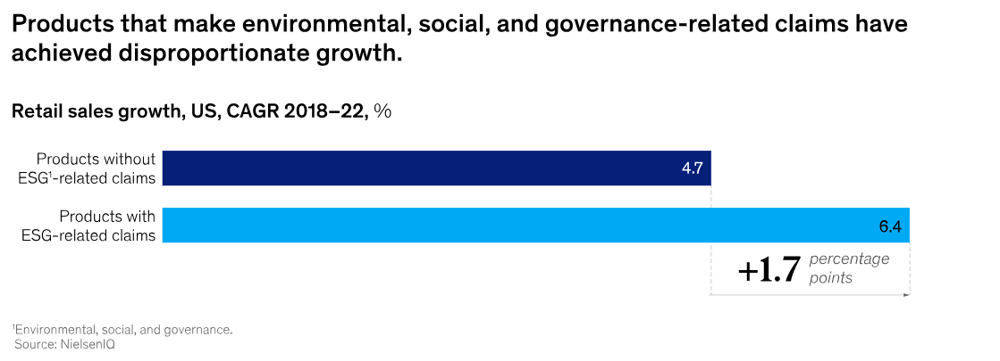 Products that make environmental, social, and governance-related claims have
achieved disproportionate growth.
Retail sales growth, US, CAGR 2018–22, %
Products without
ESG¹-related claims
4.7
Products with
ESG-related claims
6.4
+1.7 percentage
points
¹Environmental, social, and governance.
Source: NielsenIQ